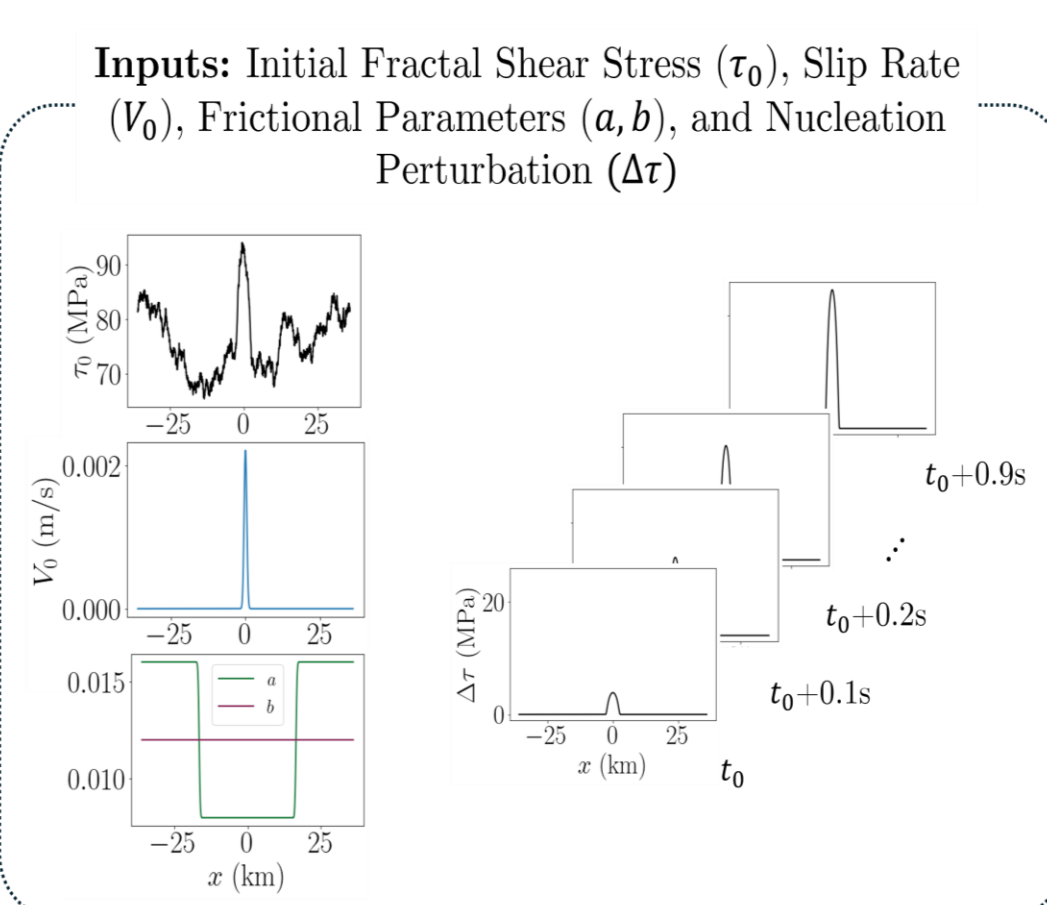 Inputs: Initial Fractal Shear Stress (τ₀), Slip Rate
(V₀), Frictional Parameters (a, b), and Nucleation
Perturbation (Δτ)
τ₀ (MPa)
90
80
70
−25 0 25
V₀ (m/s)
0.002
0.000
−25 0 25
0.015
0.010
a
b
−25 0 25
x (km)
t₀+0.9s
⋰
t₀+0.2s
t₀+0.1s
Δτ (MPa)
20
0
−25 0 25
x (km)
t₀